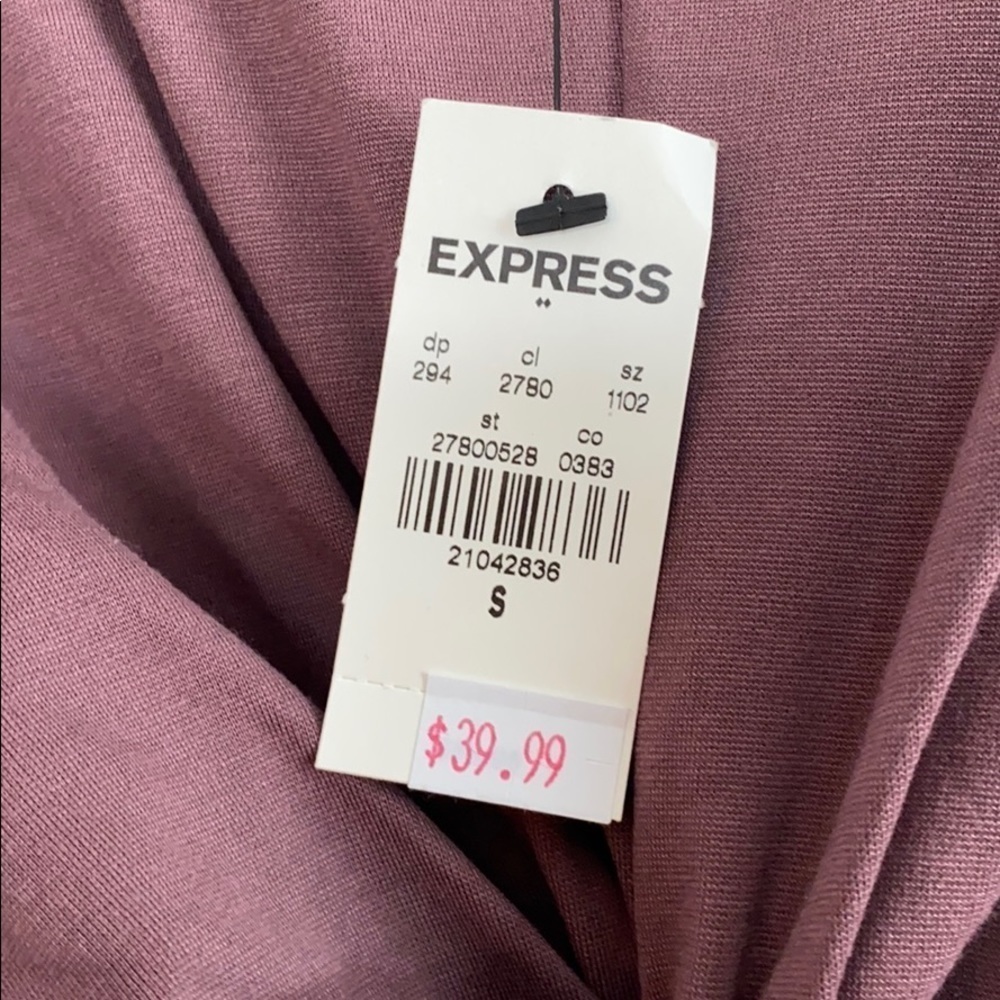 EXPRESS
dp cl sz
294 2780 1102
st co
27800528 0383
21042836
S
$39.99